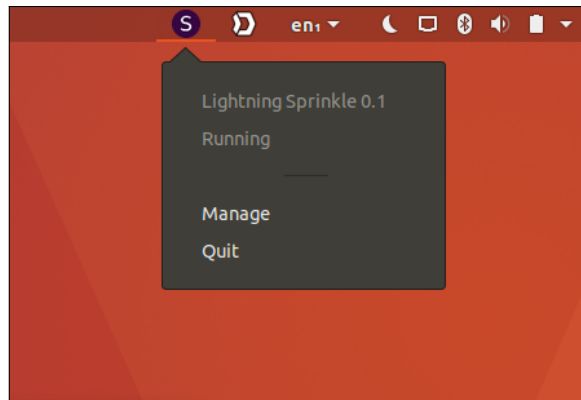 S
en₁
Lightning Sprinkle 0.1
Running
Manage
Quit